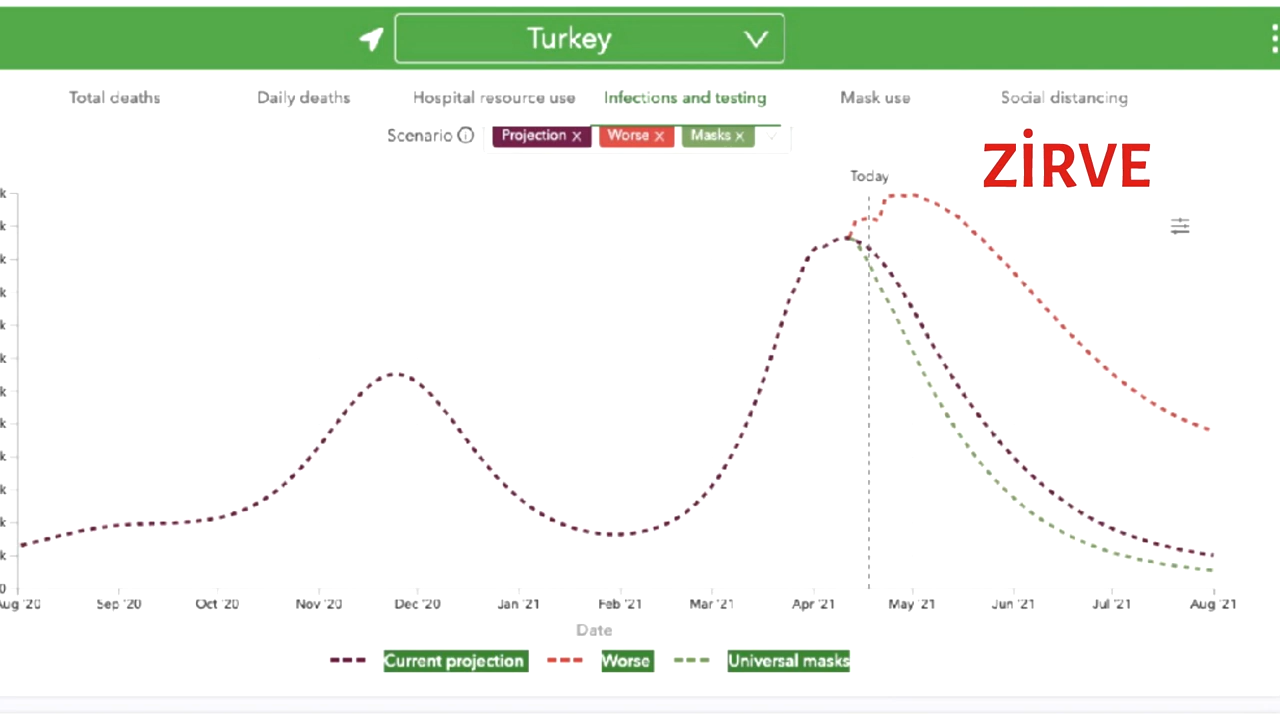 Turkey
Total deaths Daily deaths Hospital resource use Infections and testing Mask use Social distancing
Scenario Projection x Worse x Masks x
ZİRVE
Today
k
k
k
k
k
k
k
k
k
k
k
k
0
Aug '20 Sep '20 Oct '20 Nov '20 Dec '20 Jan '21 Feb '21 Mar '21 Apr '21 May '21 Jun '21 Jul '21 Aug '21
Date
Current projection Worse Universal masks